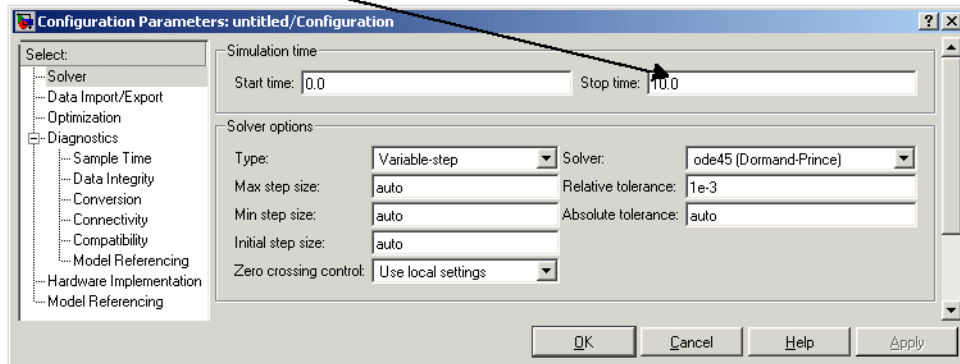 Configuration Parameters: untitled/Configuration
Select:
Solver
Data Import/Export
Optimization
Diagnostics
Sample Time
Data Integrity
Conversion
Connectivity
Compatibility
Model Referencing
Hardware Implementation
Model Referencing
Simulation time
Start time: 0.0 Stop time: 10.0
Solver options
Type: Variable-step Solver: ode45 (Dormand-Prince)
Max step size: auto Relative tolerance: 1e-3
Min step size: auto Absolute tolerance: auto
Initial step size: auto
Zero crossing control: Use local settings
OK Cancel Help Apply